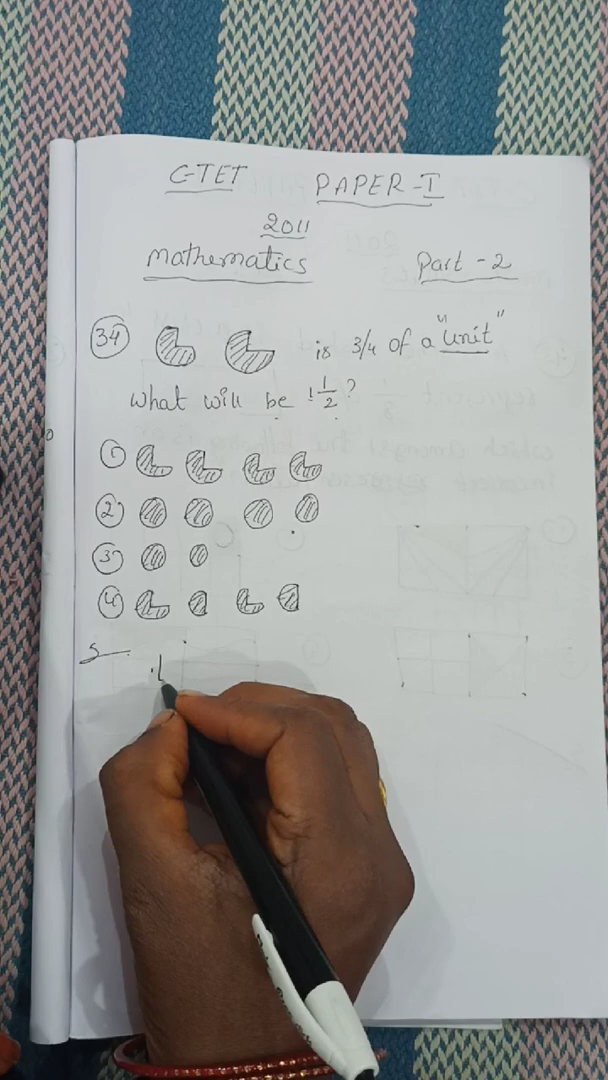 C-TET PAPER-I
2011
Mathematics Part-2
34 is 3/4 of a "unit"
what will be 1 1/2?
1
2
3
4
S